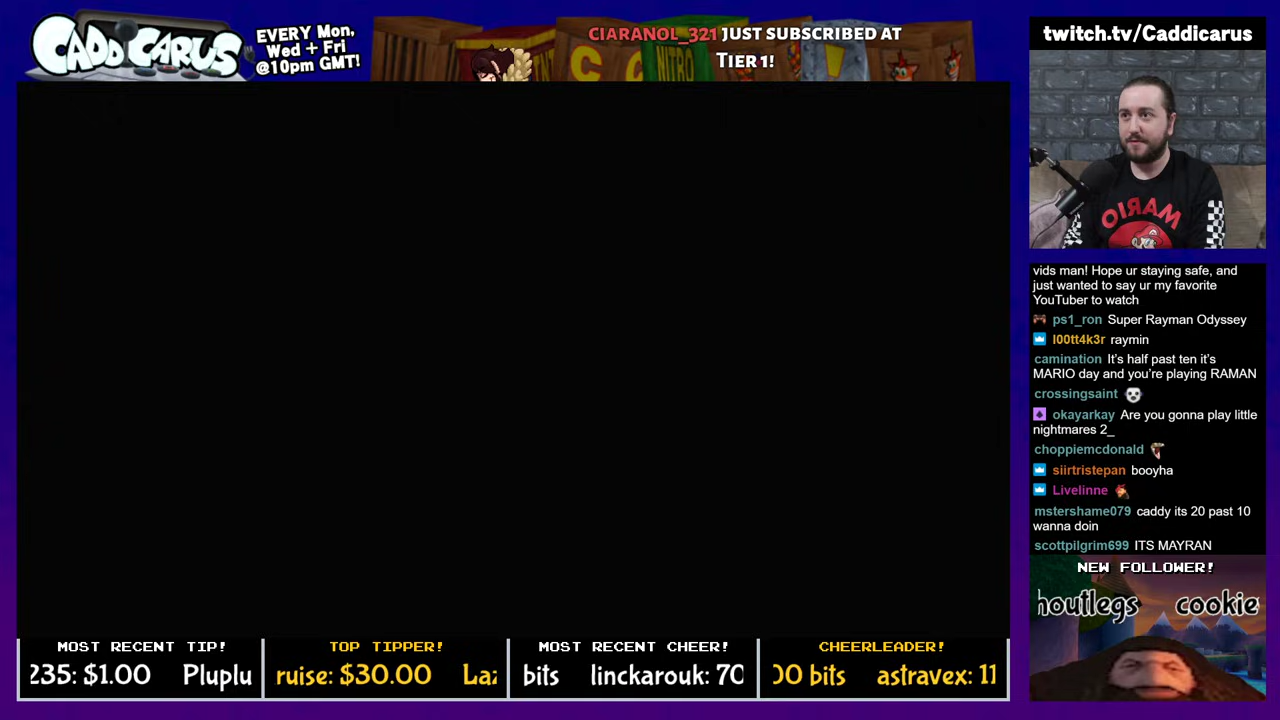 CADDICARUS
EVERY Mon,
Wed + Fri
@10pm GMT!
C
NITRO
CIARANOL_321 JUST SUBSCRIBED AT
TIER 1!
twitch.tv/Caddicarus
MARIO
vids man! Hope ur staying safe, and
just wanted to say ur my favorite
YouTuber to watch
ps1_ron Super Rayman Odyssey
l00tt4k3r raymin
camination It's half past ten it's
MARIO day and you're playing RAMAN
crossingsaint
okayarkay Are you gonna play little
nightmares 2_
choppiemcdonald
siirtristepan booyha
Livelinne
mstershame079 caddy its 20 past 10
wanna doin
scottpilgrim699 ITS MAYRAN
NEW FOLLOWER!
houtlegs cookie
MOST RECENT TIP!
235: $1.00 Pluplu
TOP TIPPER!
ruise: $30.00 Laz
MOST RECENT CHEER!
bits linckarouk: 70
CHEERLEADER!
00 bits astravex: 11